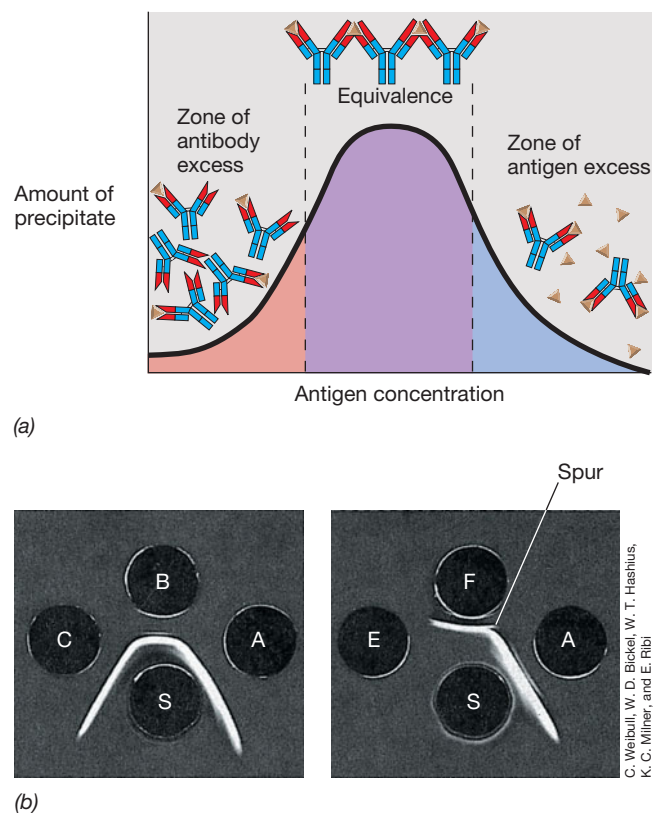 Equivalence
Zone of
antibody
excess
Zone of
antigen excess
Amount of
precipitate
Antigen concentration
(a)
Spur
B
C
A
S
F
E
A
S
C. Weibull, W. D. Bickel, W. T. Hashius,
K. C. Milner, and E. Ribi
(b)